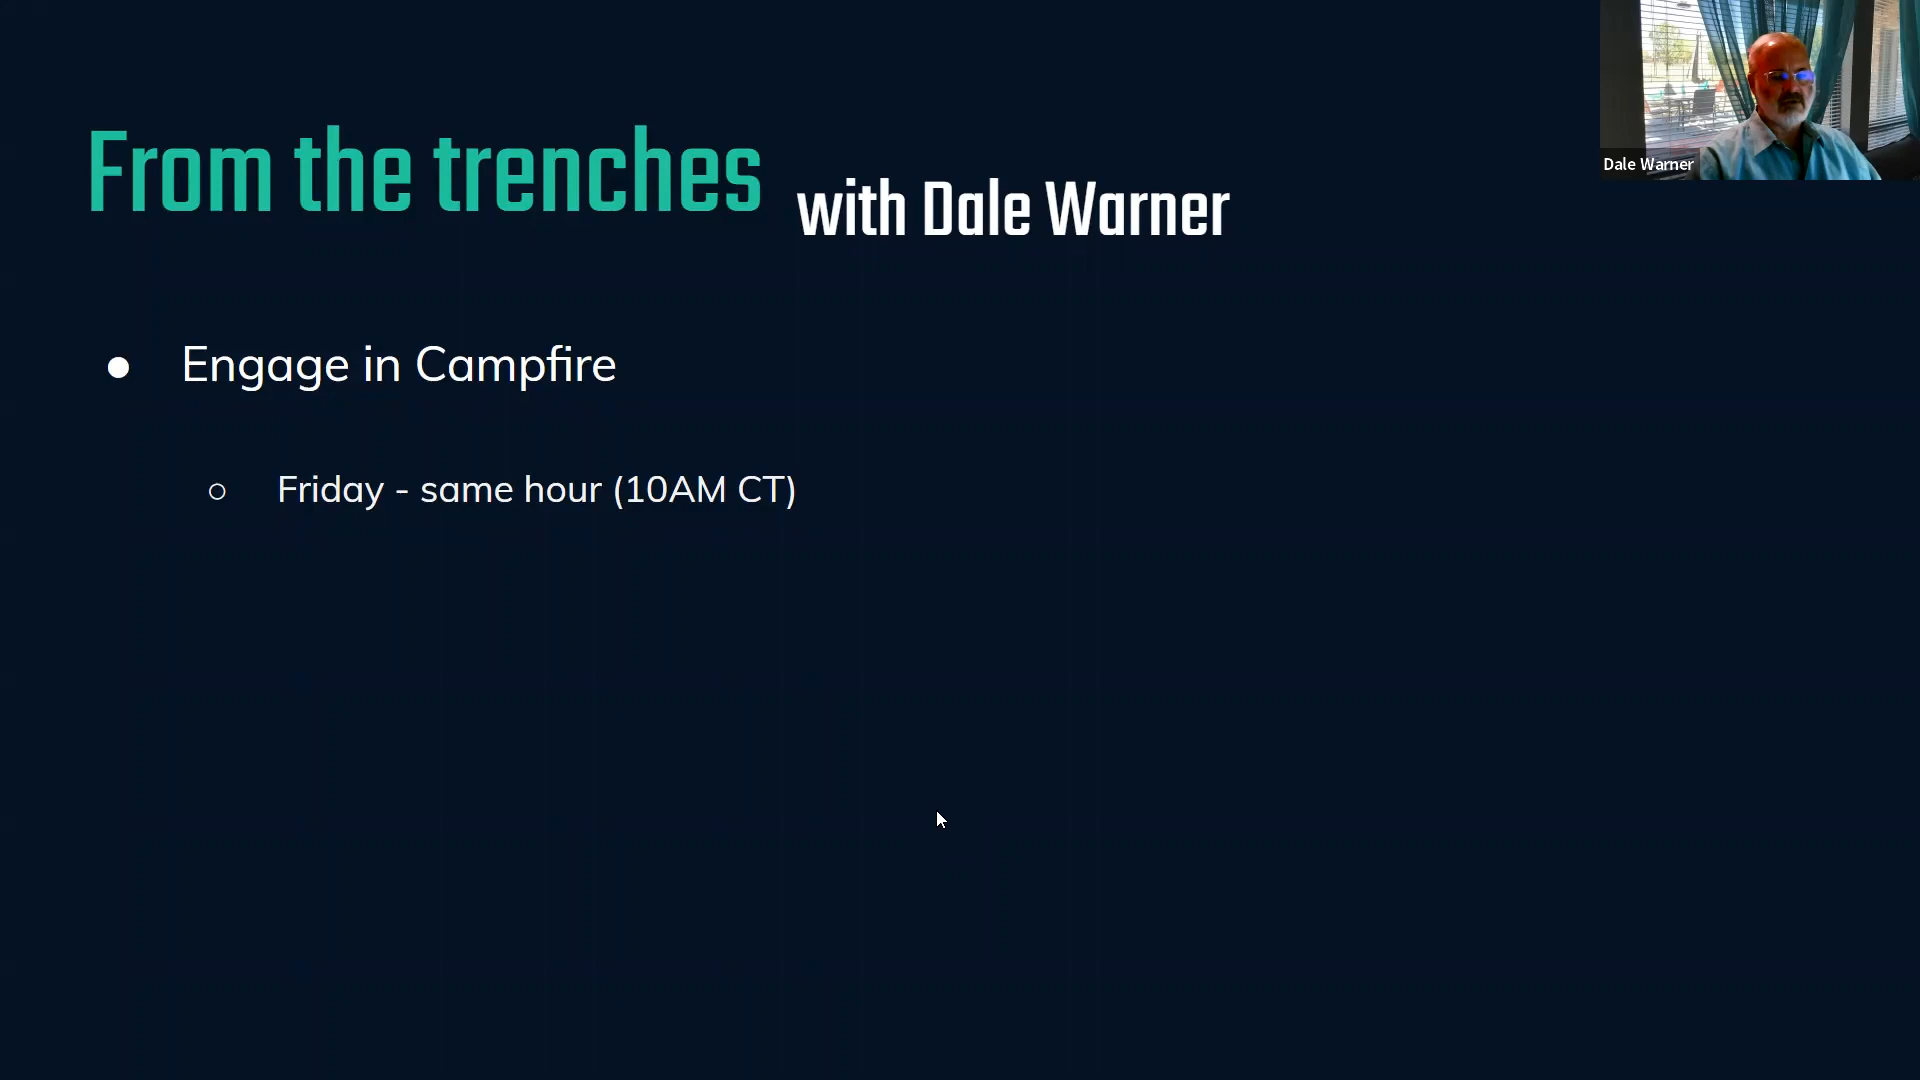 From the trenches with Dale Warner
Dale Warner
● Engage in Campfire
○ Friday - same hour (10AM CT)